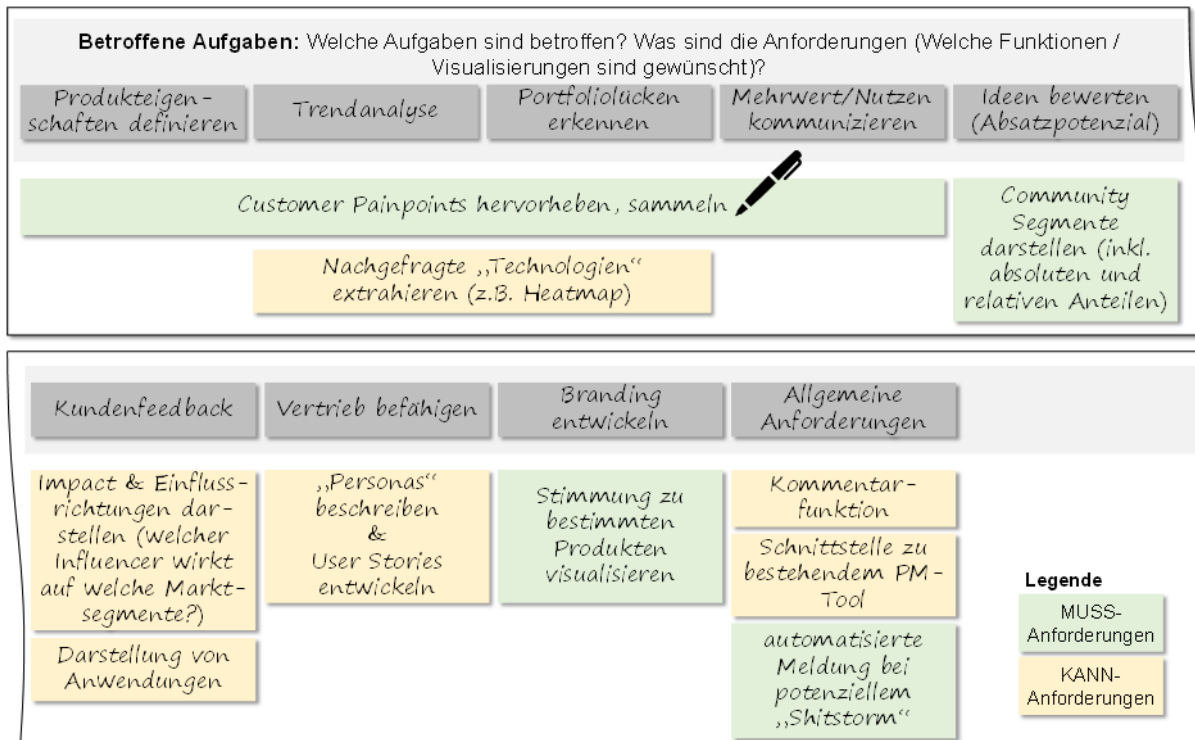 Betroffene Aufgaben: Welche Aufgaben sind betroffen? Was sind die Anforderungen (Welche Funktionen /
Visualisierungen sind gewünscht)?
Produkteigen-
schaften definieren
Trendanalyse
Portfoliolücken
erkennen
Mehrwert/Nutzen
kommunizieren
Ideen bewerten
(Absatzpotenzial)
Customer Painpoints hervorheben, sammeln
Community
Segmente
darstellen (inkl.
absoluten und
relativen Anteilen)
Nachgefragte ,,Technologien“
extrahieren (z.B. Heatmap)
Kundenfeedback
Vertrieb befähigen
Branding
entwickeln
Allgemeine
Anforderungen
Impact & Einfluss-
richtungen dar-
stellen (welcher
Influencer wirkt
auf welche Markt-
segmente?)
Darstellung von
Anwendungen
,,Personas“
beschreiben
&
User Stories
entwickeln
Stimmung zu
bestimmten
Produkten
visualisieren
Kommentar-
funktion
Schnittstelle zu
bestehendem PM-
Tool
automatisierte
Meldung bei
potenziellem
,,Shitstorm“
Legende
MUSS-
Anforderungen
KANN-
Anforderungen